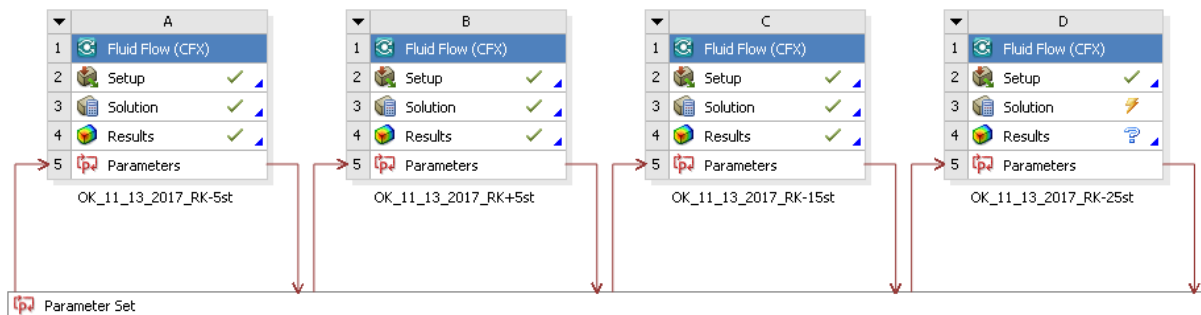 A
1 Fluid Flow (CFX)
2 Setup
3 Solution
4 Results
5 Parameters
OK_11_13_2017_RK-5st
B
1 Fluid Flow (CFX)
2 Setup
3 Solution
4 Results
5 Parameters
OK_11_13_2017_RK+5st
C
1 Fluid Flow (CFX)
2 Setup
3 Solution
4 Results
5 Parameters
OK_11_13_2017_RK-15st
D
1 Fluid Flow (CFX)
2 Setup
3 Solution
4 Results
5 Parameters
OK_11_13_2017_RK-25st
Parameter Set